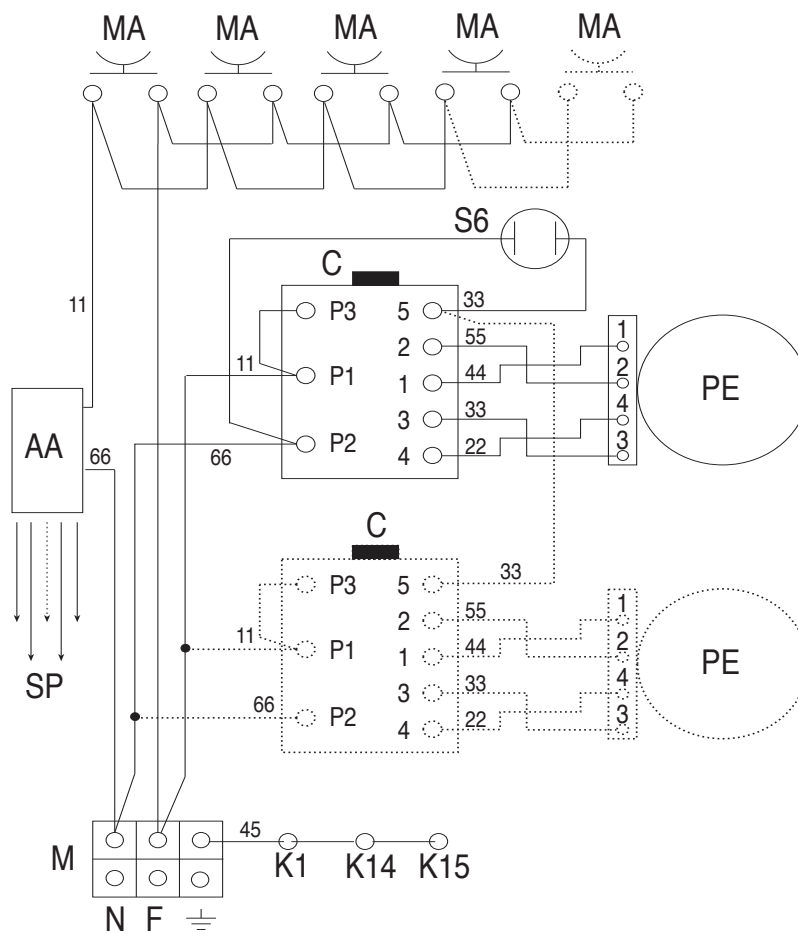 MA MA MA MA MA
S6
C
11
P3 5 33
2 55 1
11 P1 1 44 2
PE
3 33 4
AA
66 66 P2 4 22 3
C
P3 5 33
2 55 1
11 P1 1 44 2
PE
3 33 4
SP
66 P2 4 22 3
M 45
K1 K14 K15
N F